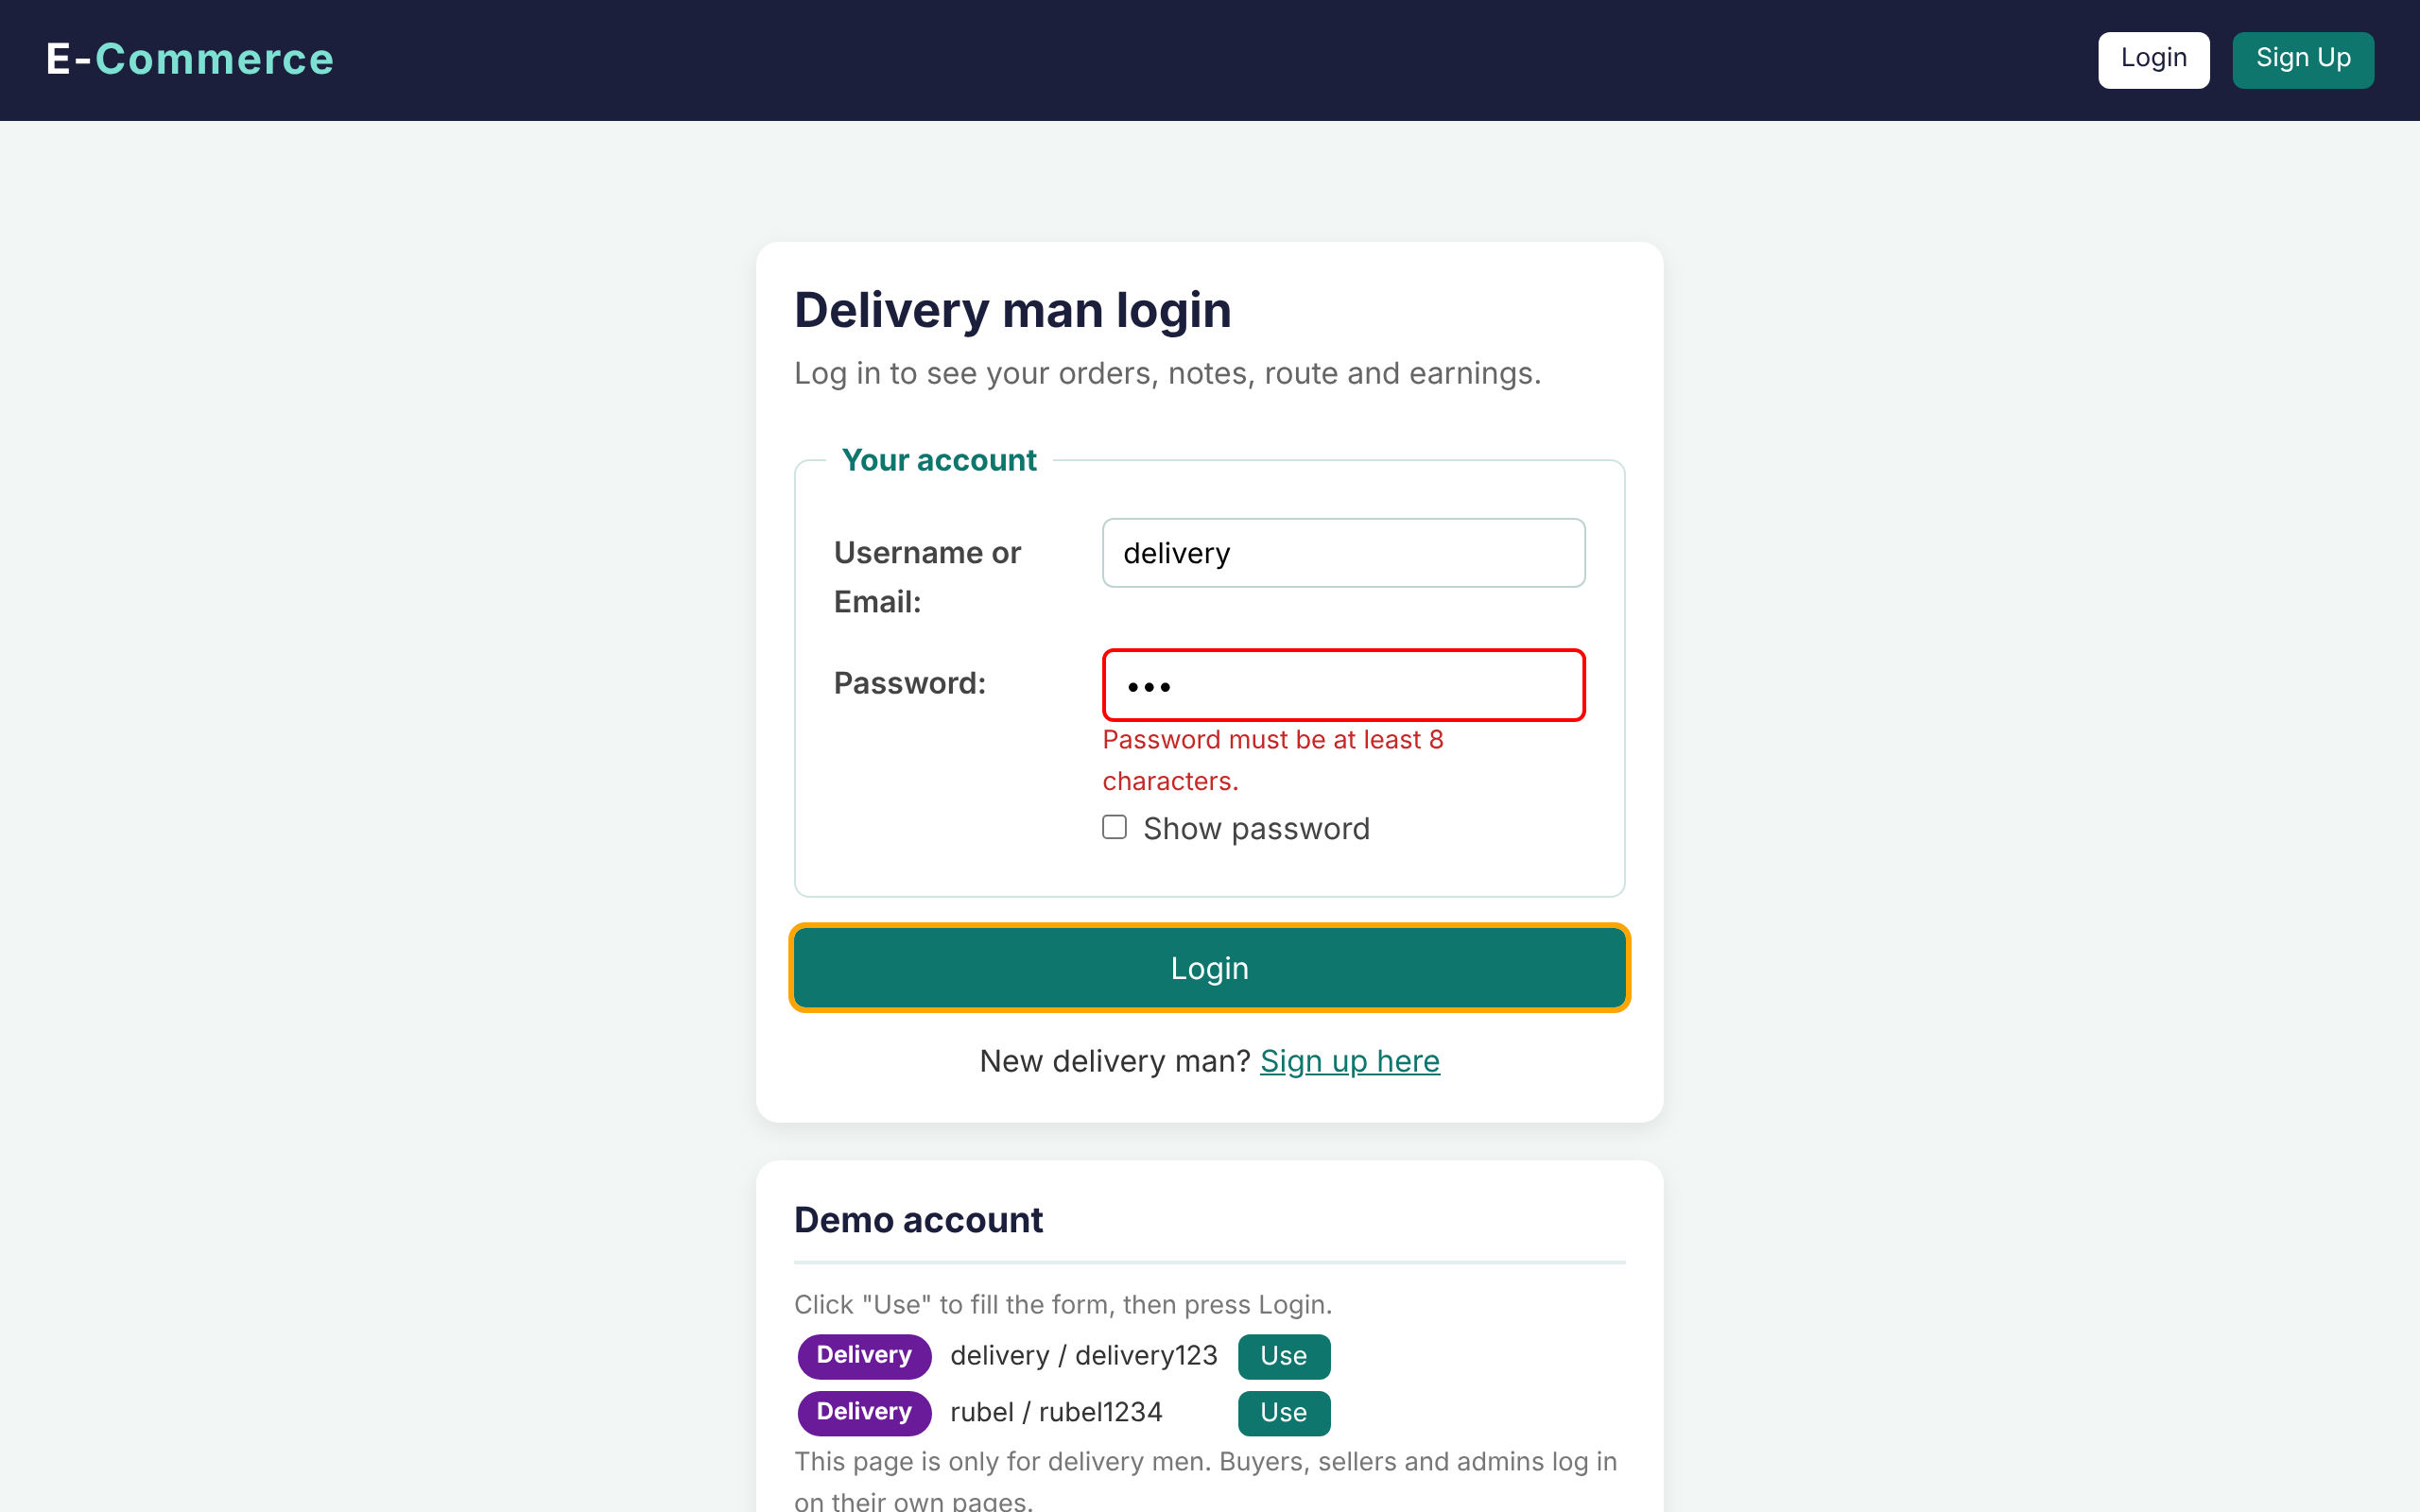 E-Commerce
Login
Sign Up
Delivery man login
Log in to see your orders, notes, route and earnings.
Your account
Username or
Email:
delivery
Password:
•••
Password must be at least 8
characters.
Show password
Login
New delivery man? Sign up here
Demo account
Click "Use" to fill the form, then press Login.
Delivery delivery / delivery123 Use
Delivery rubel / rubel1234 Use
This page is only for delivery men. Buyers, sellers and admins log in
on their own pages.